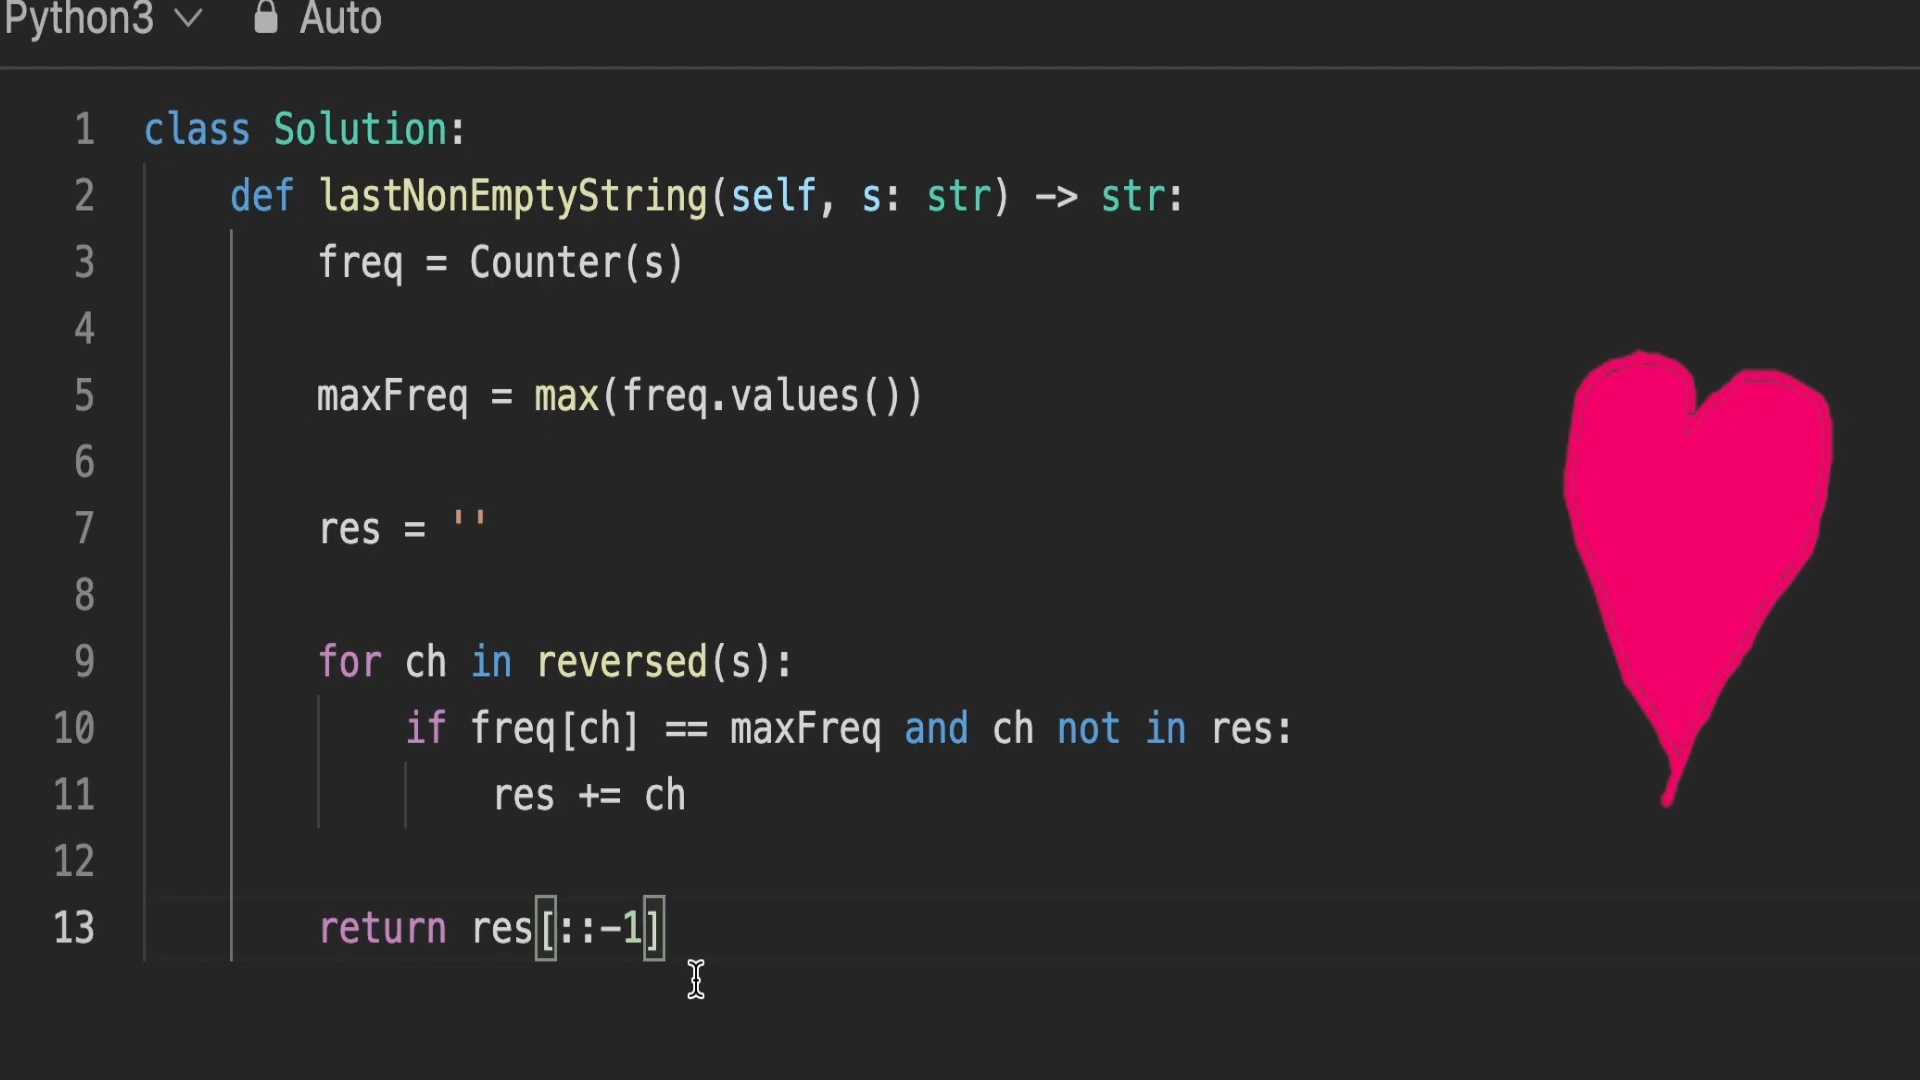 Python3 Auto
1 class Solution:
2 def lastNonEmptyString(self, s: str) -> str:
3 freq = Counter(s)
4
5 maxFreq = max(freq.values())
6
7 res = ''
8
9 for ch in reversed(s):
10 if freq[ch] == maxFreq and ch not in res:
11 res += ch
12
13 return res[::-1]